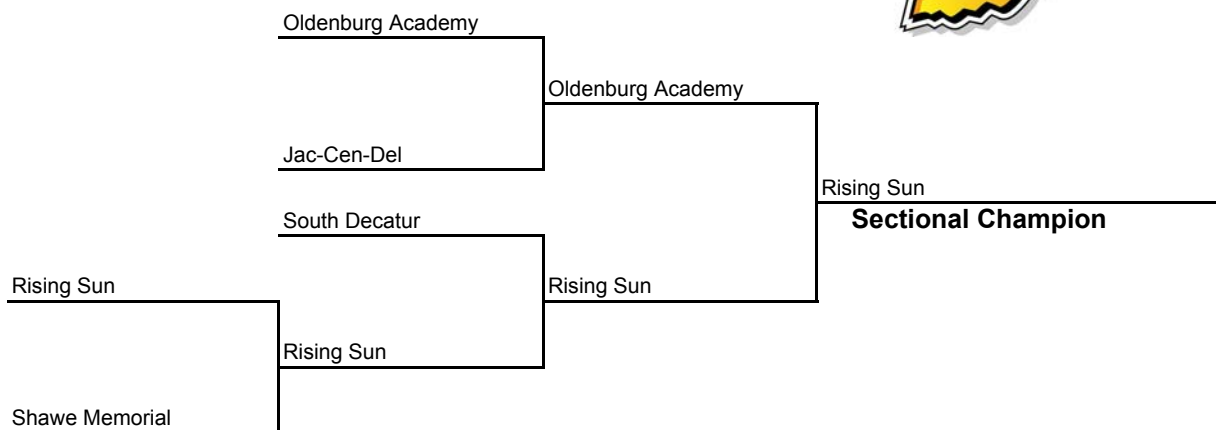 Oldenburg Academy
Oldenburg Academy
Jac-Cen-Del
Rising Sun
South Decatur
Sectional Champion
Rising Sun
Rising Sun
Rising Sun
Shawe Memorial